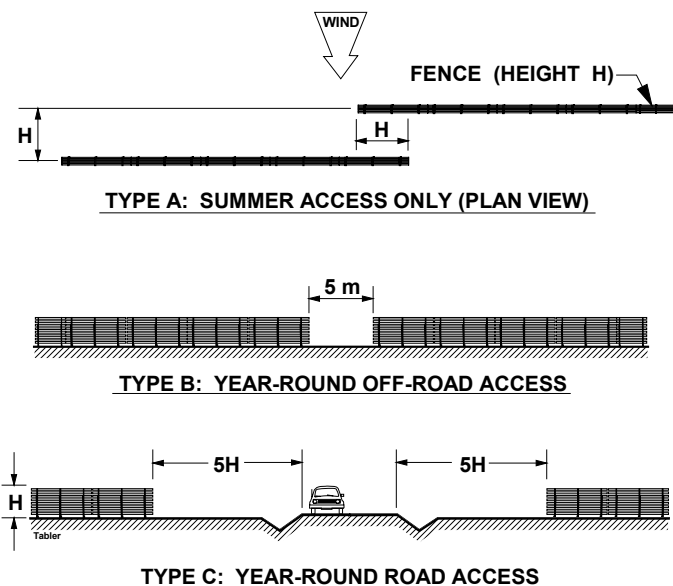 WIND
FENCE (HEIGHT H)
H
H
TYPE A: SUMMER ACCESS ONLY (PLAN VIEW)
5 m
TYPE B: YEAR-ROUND OFF-ROAD ACCESS
5H
5H
H
Tabler
TYPE C: YEAR-ROUND ROAD ACCESS